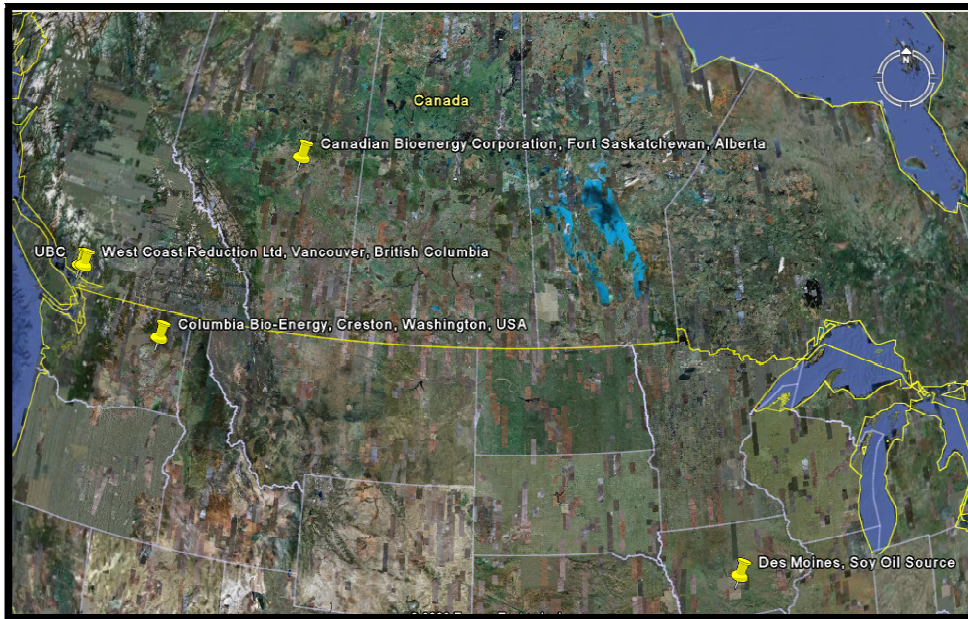 N
Canada
Canadian Bioenergy Corporation, Fort Saskatchewan, Alberta
UBC
West Coast Reduction Ltd, Vancouver, British Columbia
Columbia Bio-Energy, Creston, Washington, USA
Des Moines, Soy Oil Source